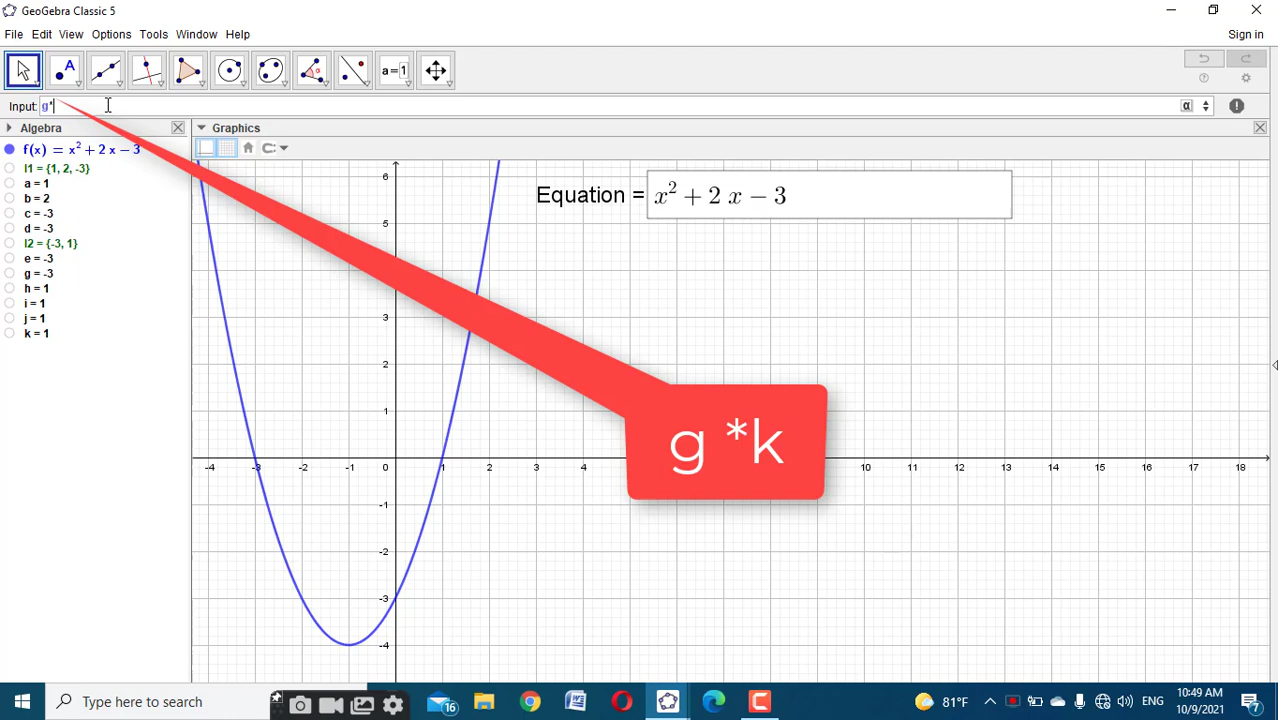 GeoGebra Classic 5
File Edit View Options Tools Window Help
Sign in
A
a=1
Input: g*
α
Algebra
Graphics
f(x) = x² + 2 x − 3
l1 = {1, 2, -3}
a = 1
b = 2
c = -3
d = -3
l2 = {-3, 1}
e = -3
g = -3
h = 1
i = 1
j = 1
k = 1
Equation = x² + 2 x − 3
6
5
3
2
1
-4 -3 -2 -1 0 1 2 3 4 10 11 12 13 14 15 16 17 18
-1
-2
-3
-4
g *k
Type here to search
16
81°F
ENG
10:49 AM
10/9/2021
7